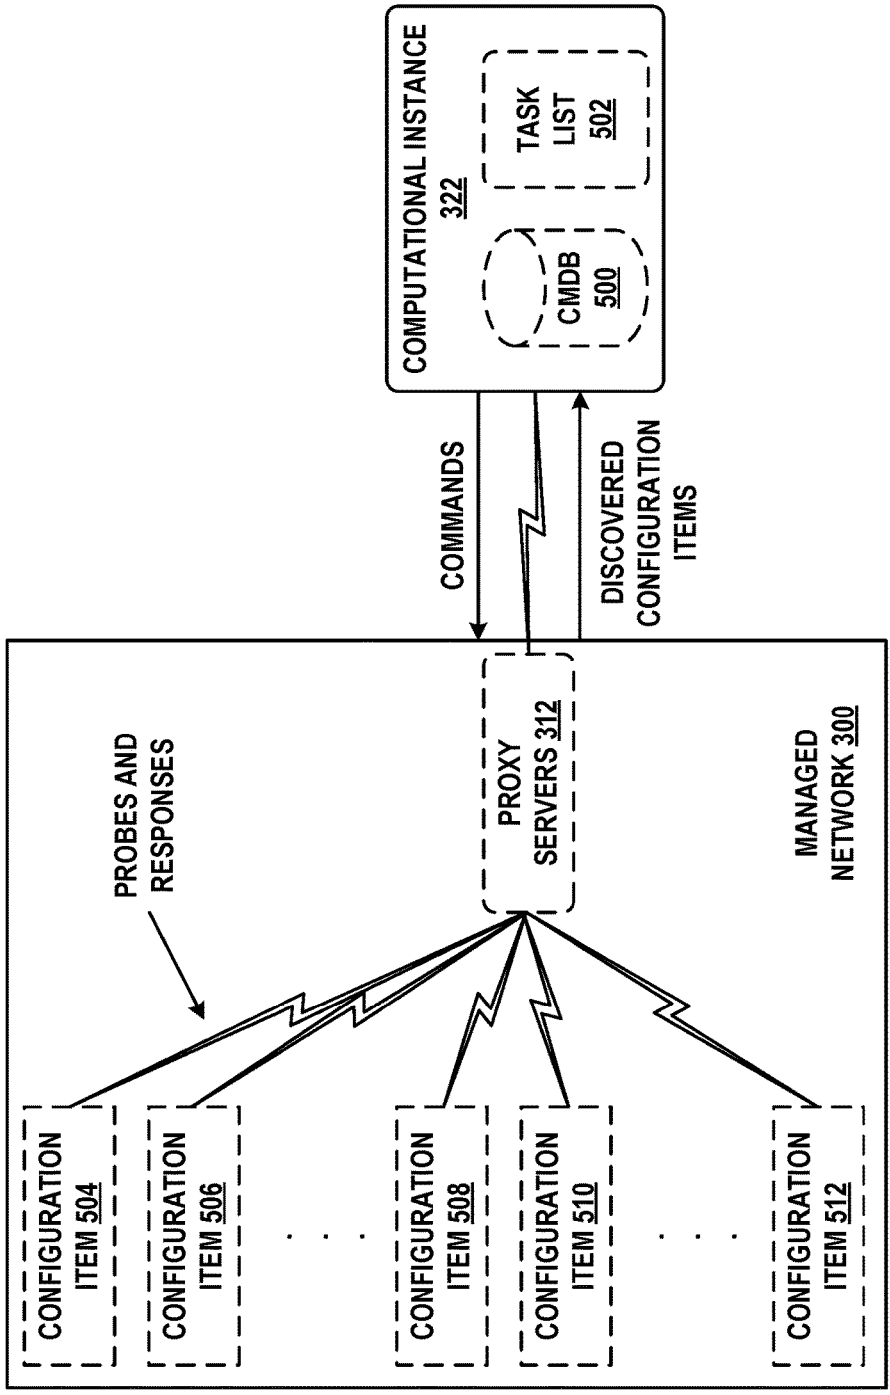 COMPUTATIONAL INSTANCE
322
CMDB
500
TASK
LIST
502
COMMANDS
DISCOVERED
CONFIGURATION
ITEMS
PROBES AND
RESPONSES
PROXY
SERVERS 312
MANAGED
NETWORK 300
CONFIGURATION
ITEM 504
CONFIGURATION
ITEM 506
. . . .
CONFIGURATION
ITEM 508
CONFIGURATION
ITEM 510
. . . .
CONFIGURATION
ITEM 512